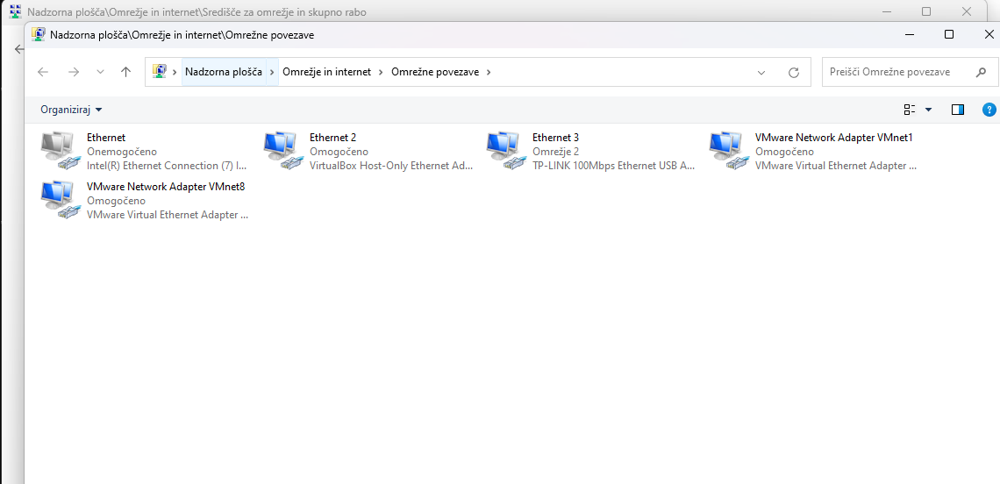 Nadzorna plošča\Omrežje in internet\Središče za omrežje in skupno rabo
Nadzorna plošča\Omrežje in internet\Omrežne povezave
Nadzorna plošča Omrežje in internet Omrežne povezave
Preišči Omrežne povezave
Organiziraj
Ethernet
Onemogočeno
Intel(R) Ethernet Connection (7) I...
Ethernet 2
Omogočeno
VirtualBox Host-Only Ethernet Ad...
Ethernet 3
Omrežje 2
TP-LINK 100Mbps Ethernet USB A...
VMware Network Adapter VMnet1
Omogočeno
VMware Virtual Ethernet Adapter ...
VMware Network Adapter VMnet8
Omogočeno
VMware Virtual Ethernet Adapter ...